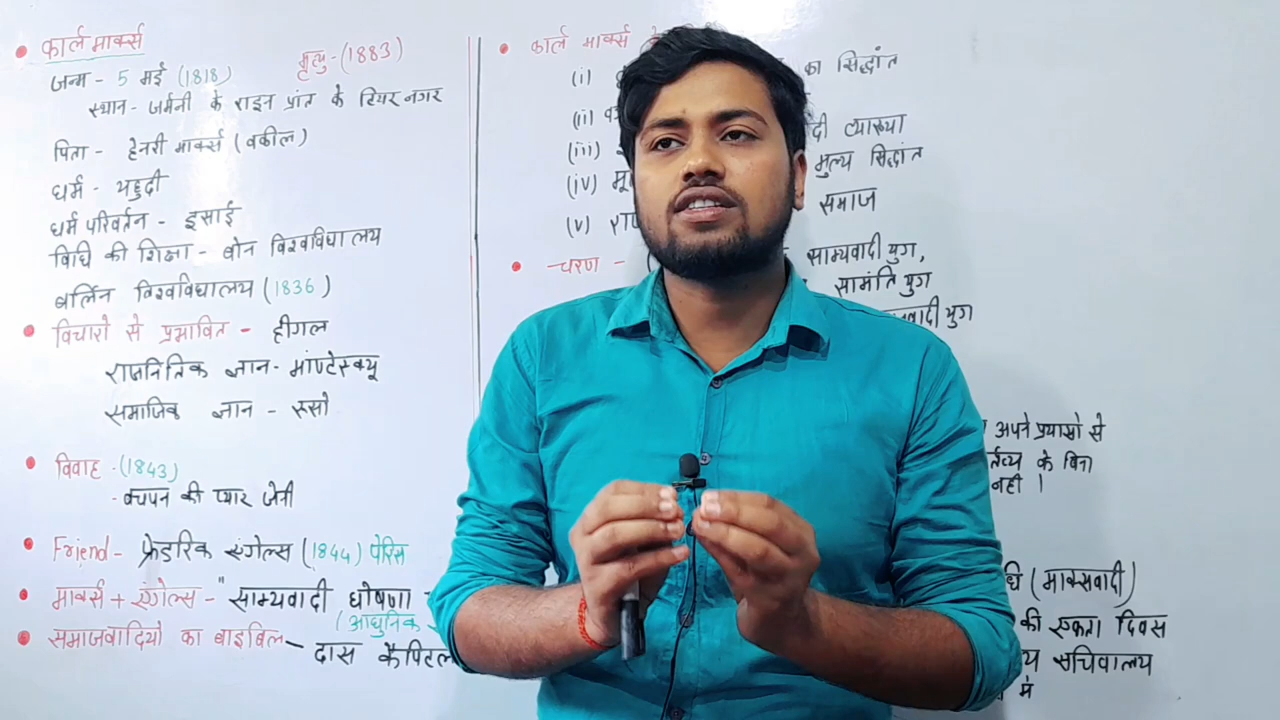 कार्ल मार्क्स
मृत्यु - (1883)
जन्म - 5 मई (1818)
स्थान - जर्मनी के राइन प्रांत के टियर नगर
पिता - हेनरी मार्क्स (वकील)
धर्म - यहुदी
धर्म परिवर्तन - इसाई
विधि की शिक्षा - बोन विश्वविद्यालय
बर्लिन विश्वविद्यालय (1836)
विचारो से प्रभावित - हीगल
राजनितिक ज्ञान - मांण्टेस्क्यू
समाजिक ज्ञान - रूसो
विवाह - (1843)
- बचपन की प्यार जेनी
Friend - फ्रेडरिक एंगेल्स (1844) पेरिस
मार्क्स + एंगेल्स - "साम्यवादी घोषणा
(आधुनिक
समाजवादियो का बाइबिल - दास कैपिटल
कार्ल मार्क्स
(i) का सिद्धांत
(ii)
(iii) व्याख्या
(iv) मुल्य सिद्धांत
(v) समाज
चरण - साम्यवादी युग,
सामंति युग
युग
अपने प्रयासो से
के बिना
नही ।
(मार्क्सवादी)
की एकता दिवस
सचिवालय
में